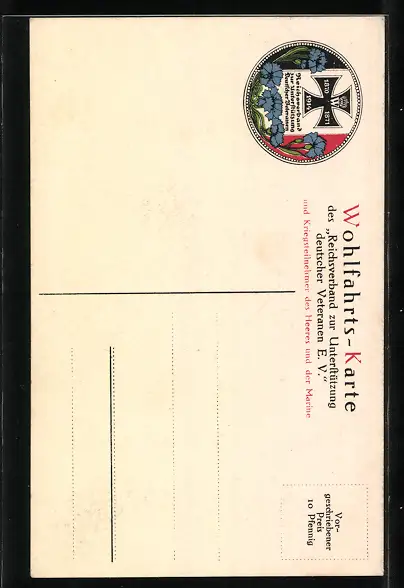 Reichsverband
zur Unterstützung
Deutscher Veteranen
1870
W
1914
1871
Wohlfahrts-Karte
des „Reichsverband zur Unterstützung
deutscher Veteranen E. V.“
und Kriegsteilnehmer des Heeres und der Marine
Vor-
geschriebener
Preis
10 Pfennig